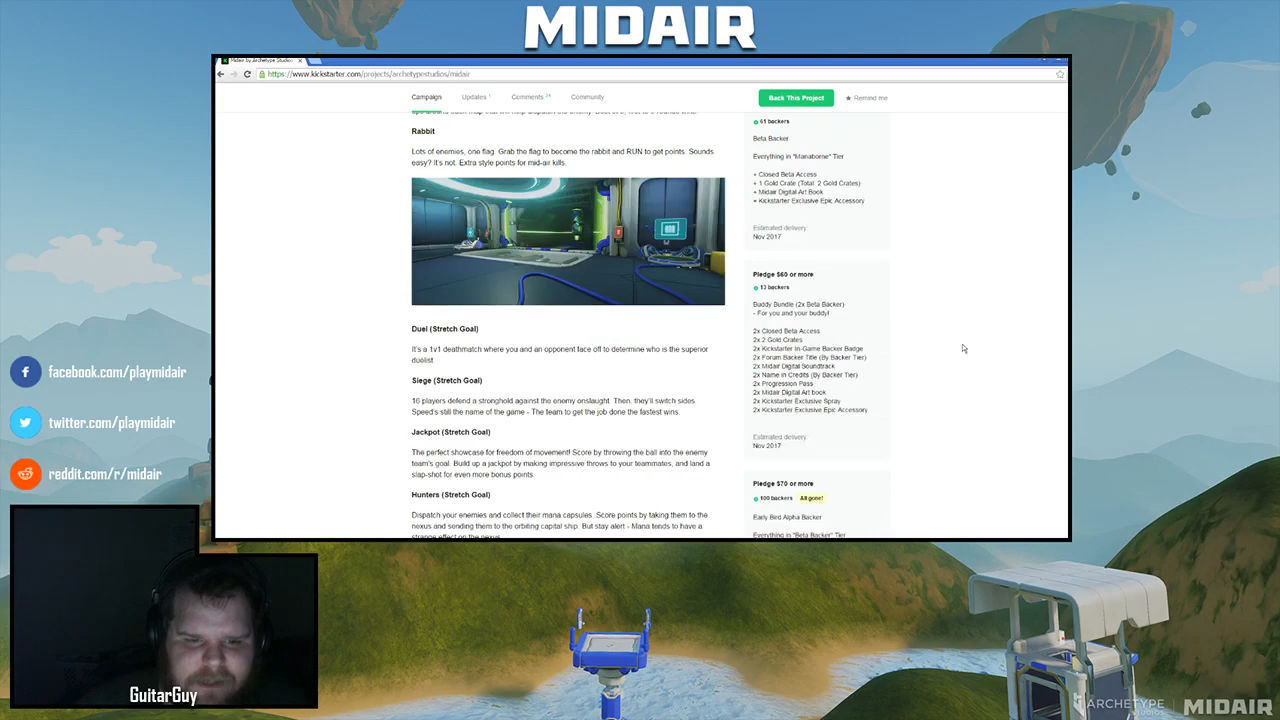 MIDAIR
Midair by Archetype Studios
https://www.kickstarter.com/projects/archetypestudios/midair
Campaign
Updates 1
Comments 24
Community
Back This Project
Remind me
Rabbit
Lots of enemies, one flag. Grab the flag to become the rabbit and RUN to get points. Sounds
easy? It's not. Extra style points for mid-air kills.
Duel (Stretch Goal)
It's a 1v1 deathmatch where you and an opponent face off to determine who is the superior
duelist.
Siege (Stretch Goal)
16 players defend a stronghold against the enemy onslaught. Then, they'll switch sides.
Speed's still the name of the game - The team to get the job done the fastest wins.
Jackpot (Stretch Goal)
The perfect showcase for freedom of movement! Score by throwing the ball into the enemy
team's goal. Build up a jackpot by making impressive throws to your teammates, and land a
slap-shot for even more bonus points.
Hunters (Stretch Goal)
Dispatch your enemies and collect their mana capsules. Score points by taking them to the
nexus and sending them to the orbiting capital ship. But stay alert - Mana tends to have a
strange effect on the nexus.
61 backers
Beta Backer
Everything in "Manaborne" Tier
+ Closed Beta Access
+ 1 Gold Crate (Total: 2 Gold Crates)
+ Midair Digital Art Book
+ Kickstarter Exclusive Epic Accessory
Estimated delivery:
Nov 2017
Pledge $60 or more
13 backers
Buddy Bundle (2x Beta Backer)
- For you and your buddy!
2x Closed Beta Access
2x 2 Gold Crates
2x Kickstarter In-Game Backer Badge
2x Forum Backer Title (By Backer Tier)
2x Midair Digital Soundtrack
2x Name in Credits (By Backer Tier)
2x Progression Pass
2x Midair Digital Art book
2x Kickstarter Exclusive Spray
2x Kickstarter Exclusive Epic Accessory
Estimated delivery:
Nov 2017
Pledge $70 or more
100 backers All gone!
Early Bird Alpha Backer
Everything in "Beta Backer" Tier
facebook.com/playmidair
twitter.com/playmidair
reddit.com/r/midair
GuitarGuy
ARCHETYPE
STUDIOS
MIDAIR